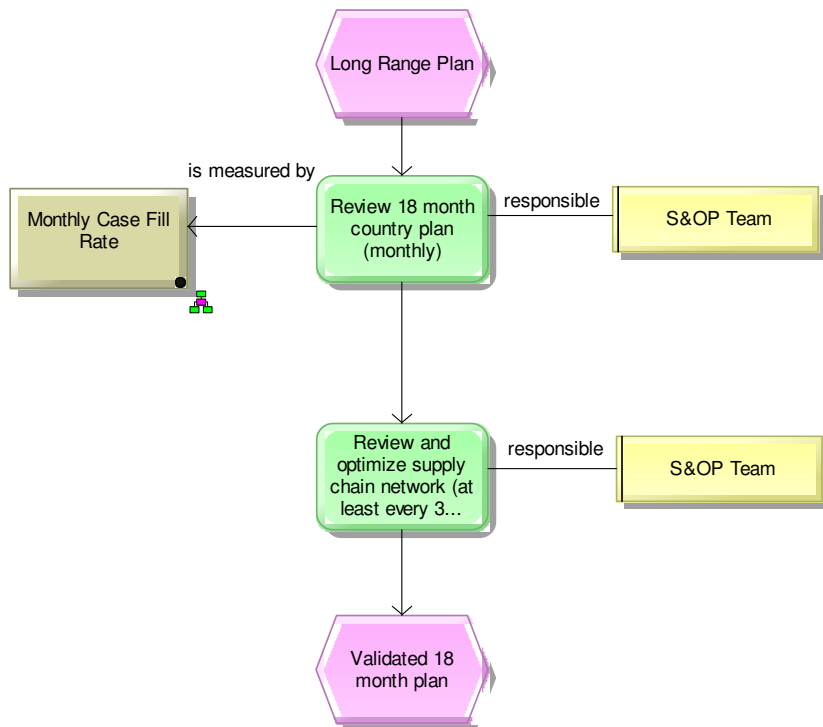 Long Range Plan
is measured by
Monthly Case Fill
Rate
Review 18 month
country plan
(monthly)
responsible
S&OP Team
Review and
optimize supply
chain network (at
least every 3...
responsible
S&OP Team
Validated 18
month plan